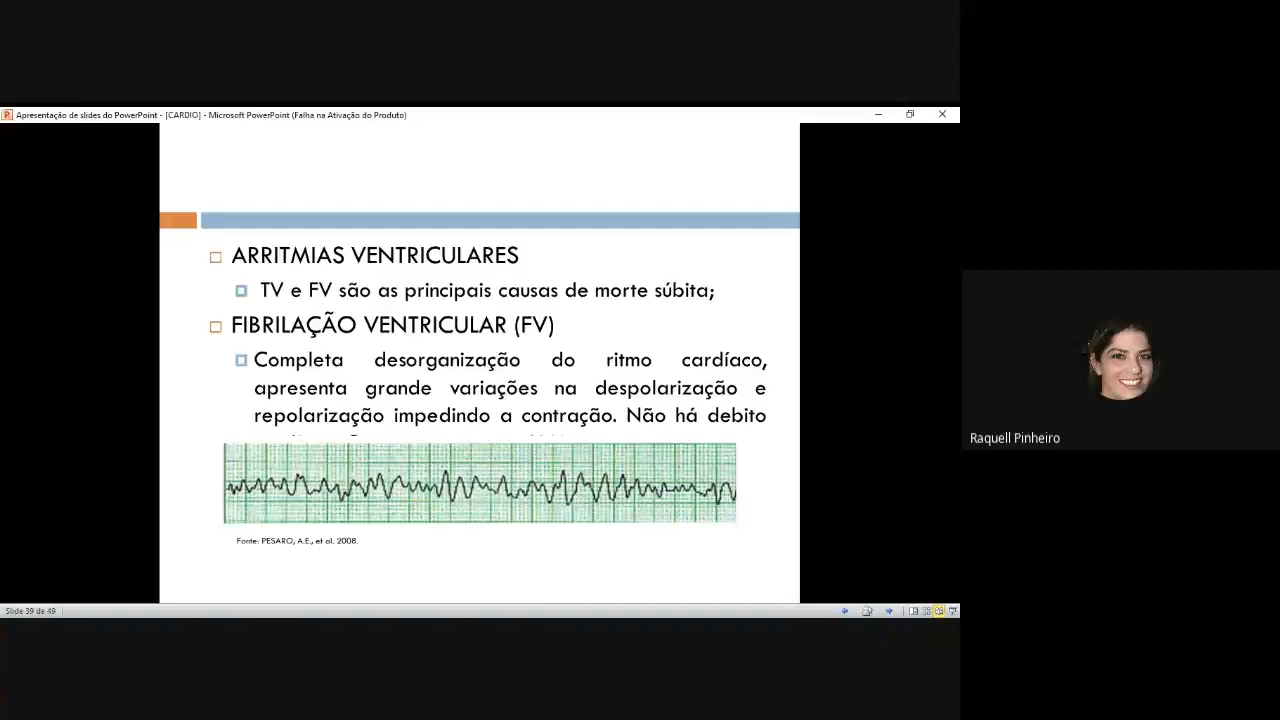 Apresentação de slides do PowerPoint - [CARDIO] - Microsoft PowerPoint (Falha na Ativação do Produto)
ARRITMIAS VENTRICULARES
TV e FV são as principais causas de morte súbita;
FIBRILAÇÃO VENTRICULAR (FV)
Completa desorganização do ritmo cardíaco,
apresenta grande variações na despolarização e
repolarização impedindo a contração. Não há debito
Fonte: PESARO, A.E., et al. 2008.
Raquell Pinheiro
Slide 39 de 49